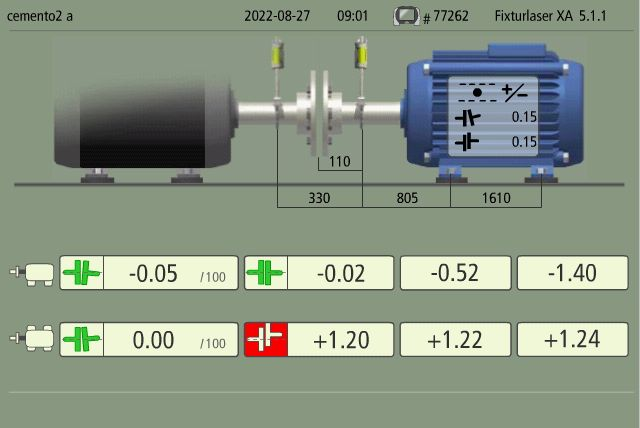 cemento2 a 2022-08-27 09:01 # 77262 Fixturlaser XA 5.1.1
+/-
0.15
0.15
110
330 805 1610
-0.05 /100 -0.02 -0.52 -1.40
0.00 /100 +1.20 +1.22 +1.24